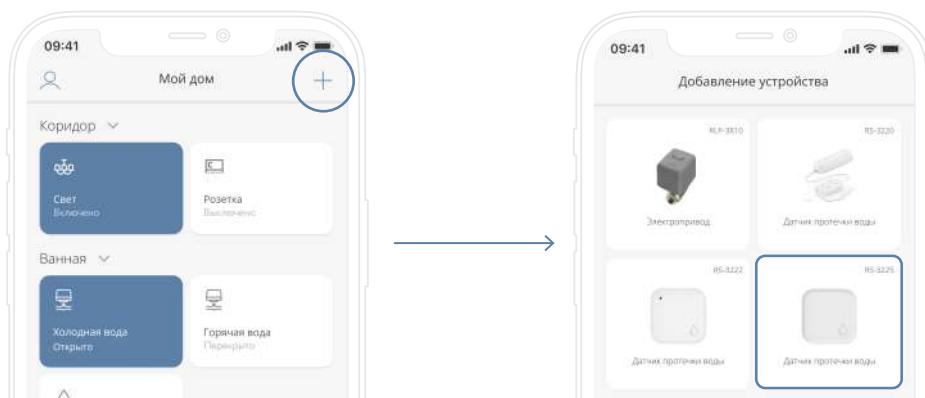 09:41
Мой дом
Коридор
Свет
Включено
Розетка
Выключено
Ванная
Холодная вода
Открыто
Горячая вода
Перекрыто
09:41
Добавление устройства
RLP-3810
Электропривод
RS-3220
Датчик протечки воды
RS-3222
Датчик протечки воды
RS-3225
Датчик протечки воды